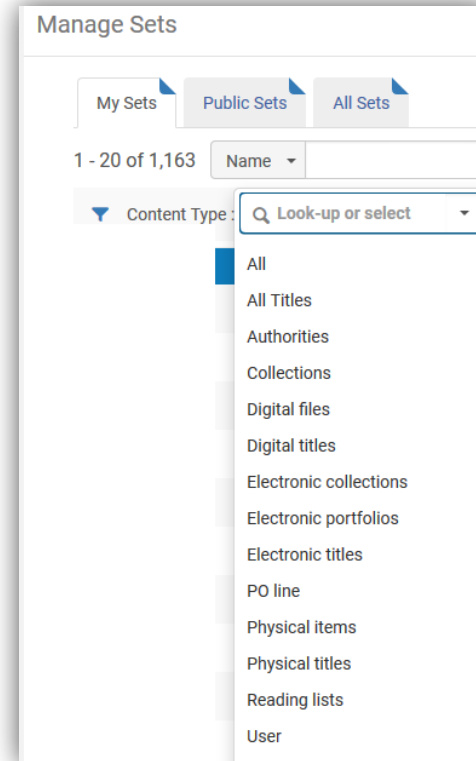 Manage Sets
My Sets Public Sets All Sets
1 - 20 of 1,163 Name
Content Type : Look-up or select
All
All Titles
Authorities
Collections
Digital files
Digital titles
Electronic collections
Electronic portfolios
Electronic titles
PO line
Physical items
Physical titles
Reading lists
User